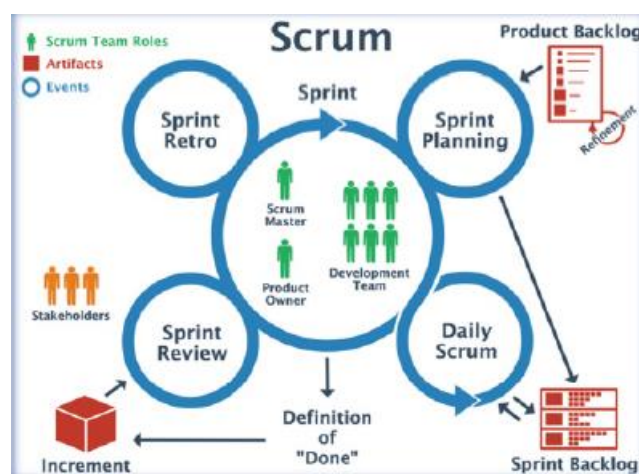 Scrum Team Roles
Artifacts
Events
Scrum
Product Backlog
Refinement
Sprint
Sprint
Retro
Sprint
Planning
Scrum
Master
Product
Owner
Development
Team
Stakeholders
Sprint
Review
Daily
Scrum
Increment
Definition
of
"Done"
Sprint Backlog